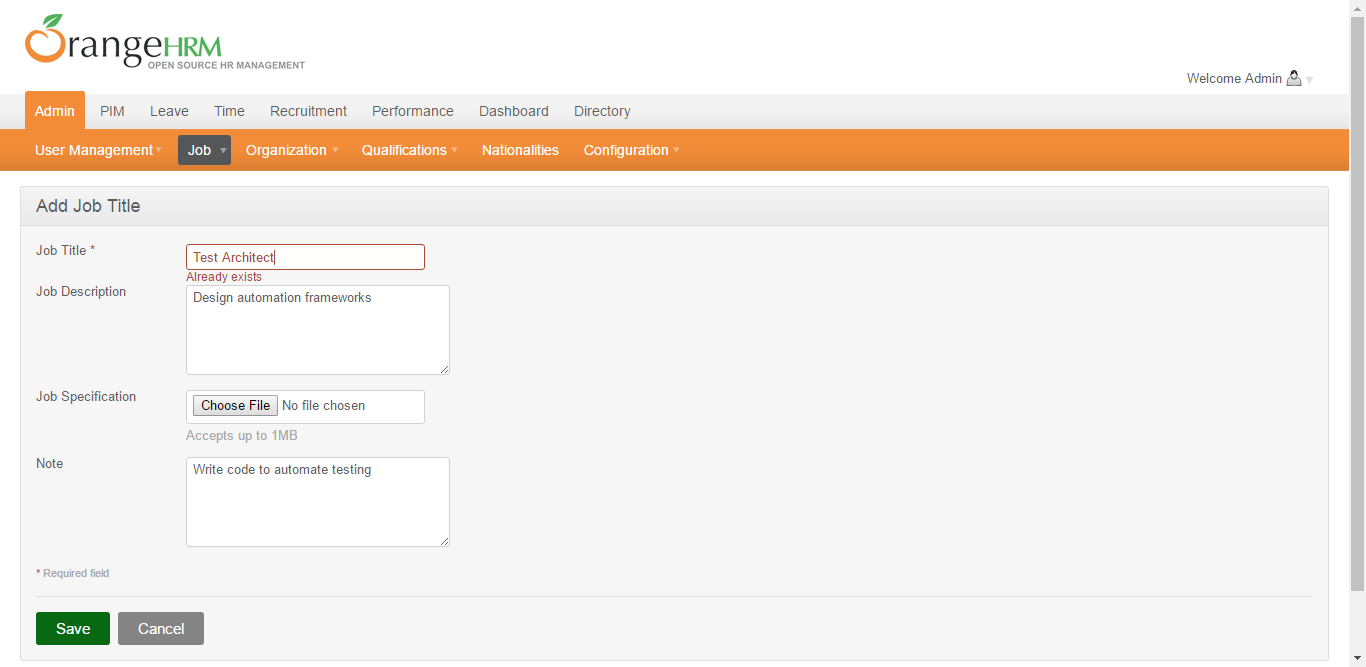 OrangeHRM
OPEN SOURCE HR MANAGEMENT
Welcome Admin
Admin PIM Leave Time Recruitment Performance Dashboard Directory
User Management Job Organization Qualifications Nationalities Configuration
Add Job Title
Job Title * Test Architect
Already exists
Job Description Design automation frameworks
Job Specification Choose File No file chosen
Accepts up to 1MB
Note Write code to automate testing
* Required field
Save Cancel